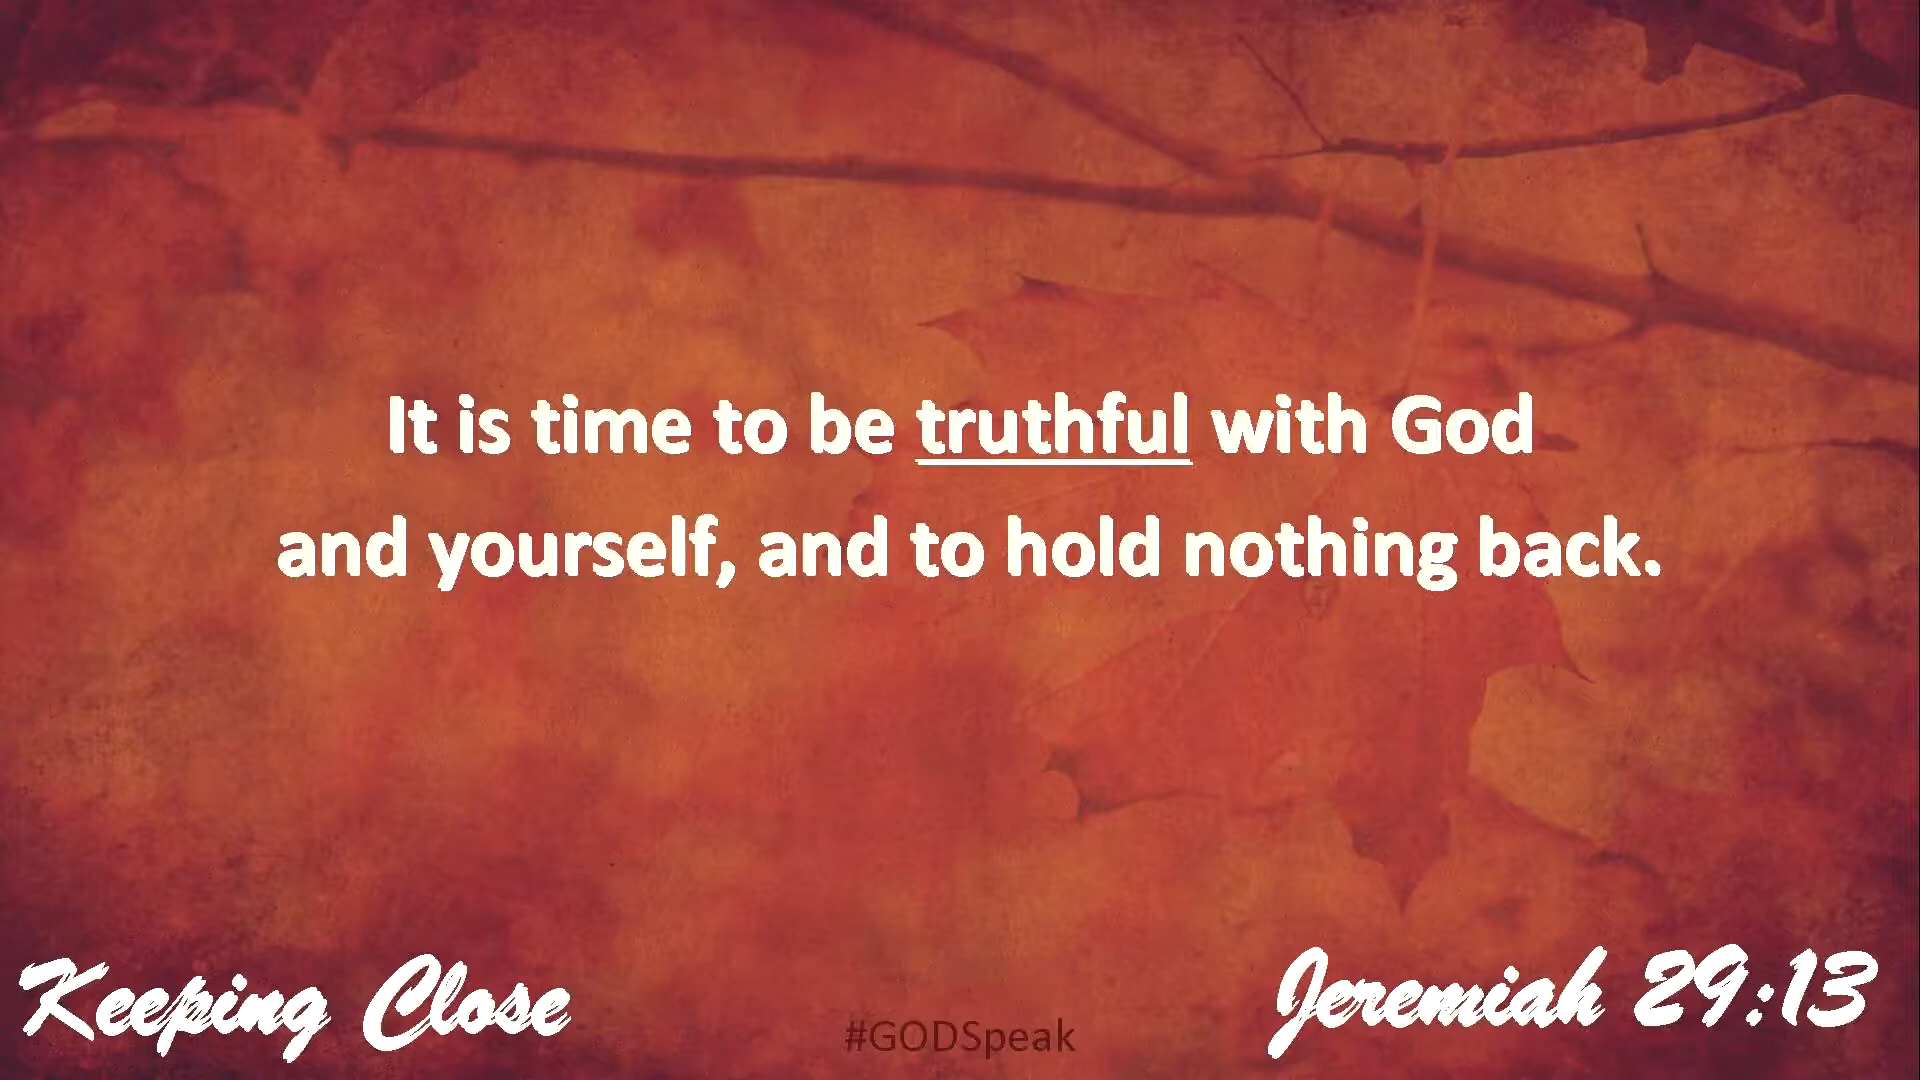 It is time to be truthful with God
and yourself, and to hold nothing back.
Keeping Close
#GODSpeak
Jeremiah 29:13